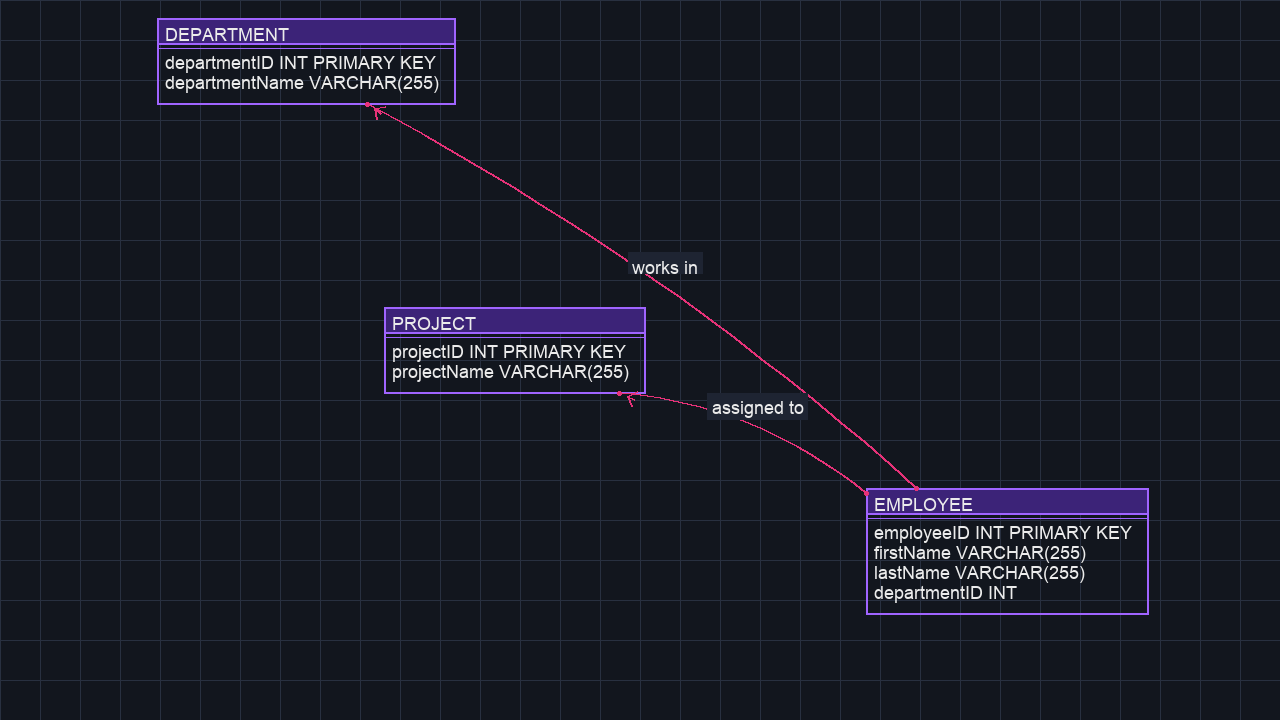 DEPARTMENT
departmentID INT PRIMARY KEY
departmentName VARCHAR(255)
works in
PROJECT
projectID INT PRIMARY KEY
projectName VARCHAR(255)
assigned to
EMPLOYEE
employeeID INT PRIMARY KEY
firstName VARCHAR(255)
lastName VARCHAR(255)
departmentID INT